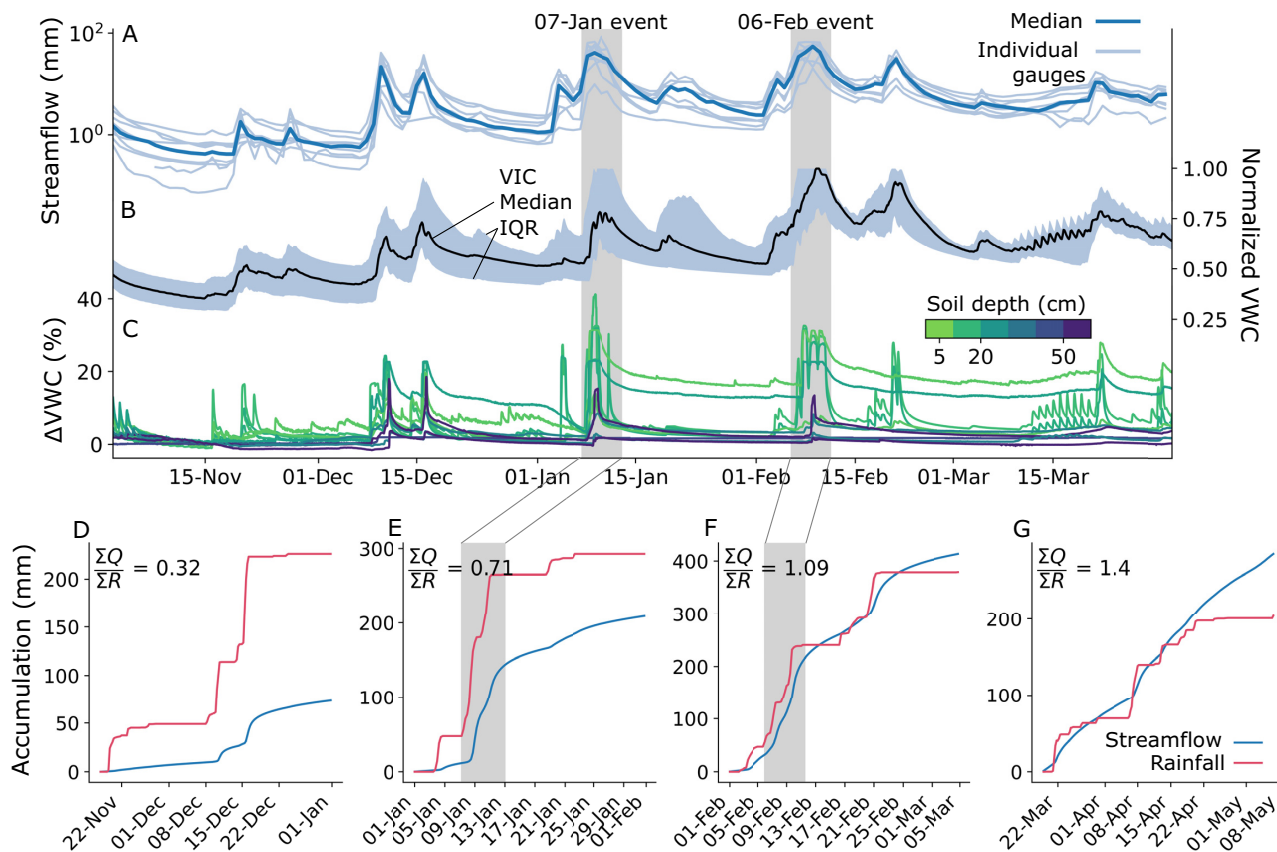 07-Jan event
06-Feb event
A
10²
10⁰
Streamflow (mm)
Median
Individual
gauges
B
VIC
Median
IQR
1.00
0.75
0.50
0.25
Normalized VWC
C
40
20
0
ΔVWC (%)
Soil depth (cm)
5
20
50
15-Nov
01-Dec
15-Dec
01-Jan
15-Jan
01-Feb
15-Feb
01-Mar
15-Mar
D
ΣQ
ΣR
= 0.32
Accumulation (mm)
200
150
100
50
0
22-Nov
01-Dec
08-Dec
15-Dec
22-Dec
01-Jan
E
ΣQ
ΣR
= 0.71
300
200
100
0
01-Jan
05-Jan
09-Jan
13-Jan
17-Jan
21-Jan
25-Jan
29-Jan
01-Feb
F
ΣQ
ΣR
= 1.09
400
300
200
100
0
01-Feb
05-Feb
09-Feb
13-Feb
17-Feb
21-Feb
25-Feb
01-Mar
05-Mar
G
ΣQ
ΣR
= 1.4
200
100
0
Streamflow
Rainfall
22-Mar
01-Apr
08-Apr
15-Apr
22-Apr
01-May
08-May